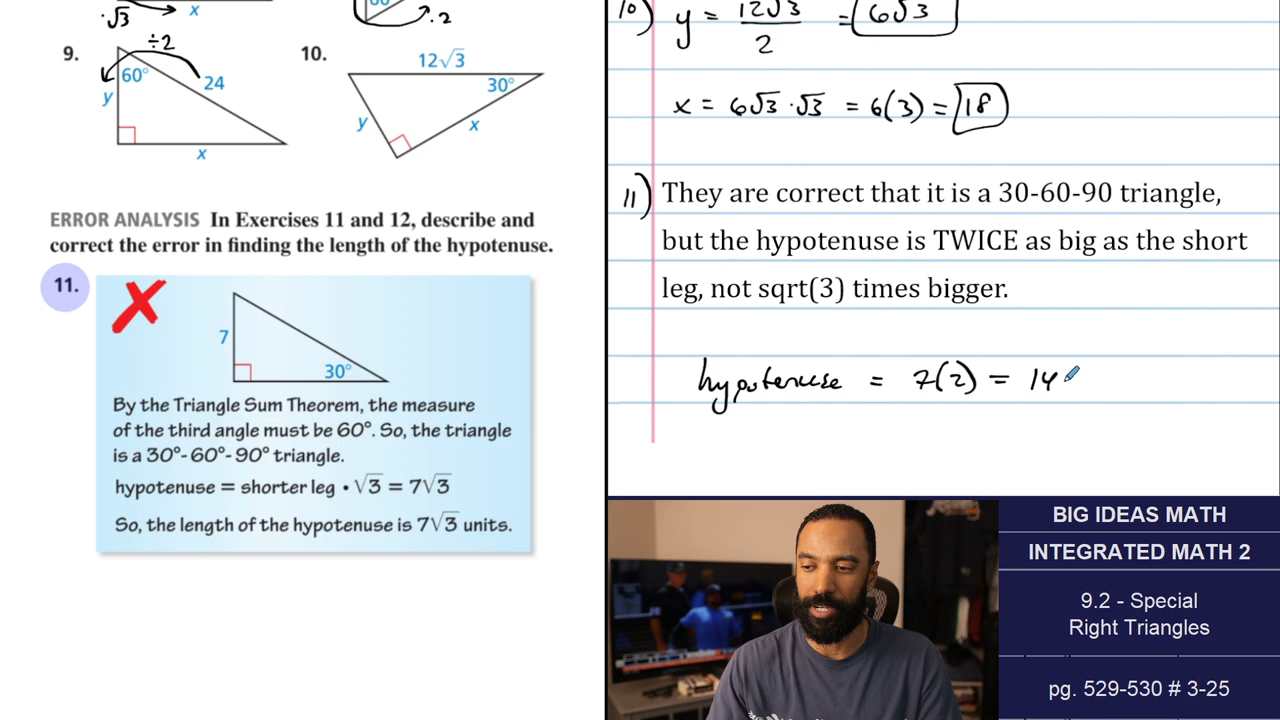 ·√3 x
60 ·2
9. ÷2 60° 24 y x
10. 12√3 30° y x
ERROR ANALYSIS In Exercises 11 and 12, describe and
correct the error in finding the length of the hypotenuse.
11.
7
30°
By the Triangle Sum Theorem, the measure
of the third angle must be 60°. So, the triangle
is a 30°- 60°- 90° triangle.
hypotenuse = shorter leg • √3 = 7√3
So, the length of the hypotenuse is 7√3 units.
10) y = 12√3 / 2 = 6√3
x = 6√3 · √3 = 6(3) = 18
11) They are correct that it is a 30-60-90 triangle,
but the hypotenuse is TWICE as big as the short
leg, not sqrt(3) times bigger.
hypotenuse = 7(2) = 14
BIG IDEAS MATH
INTEGRATED MATH 2
9.2 - Special
Right Triangles
pg. 529-530 # 3-25